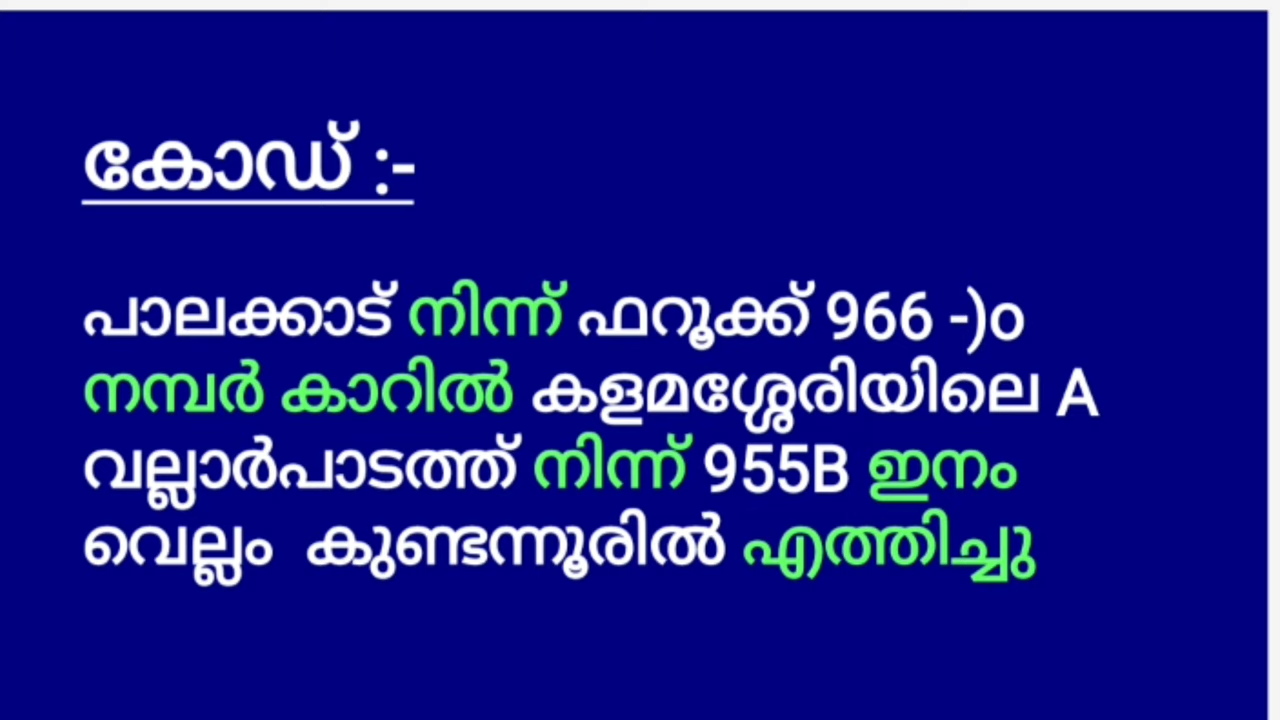 കോഡ് :-
പാലക്കാട് നിന്ന് ഫറൂക്ക് 966 -)o
നമ്പർ കാറിൽ കളമശ്ശേരിയിലെ A
വല്ലാർപാടത്ത് നിന്ന് 955B ഇനം
വെല്ലം കുണ്ടന്നൂരിൽ എത്തിച്ചു